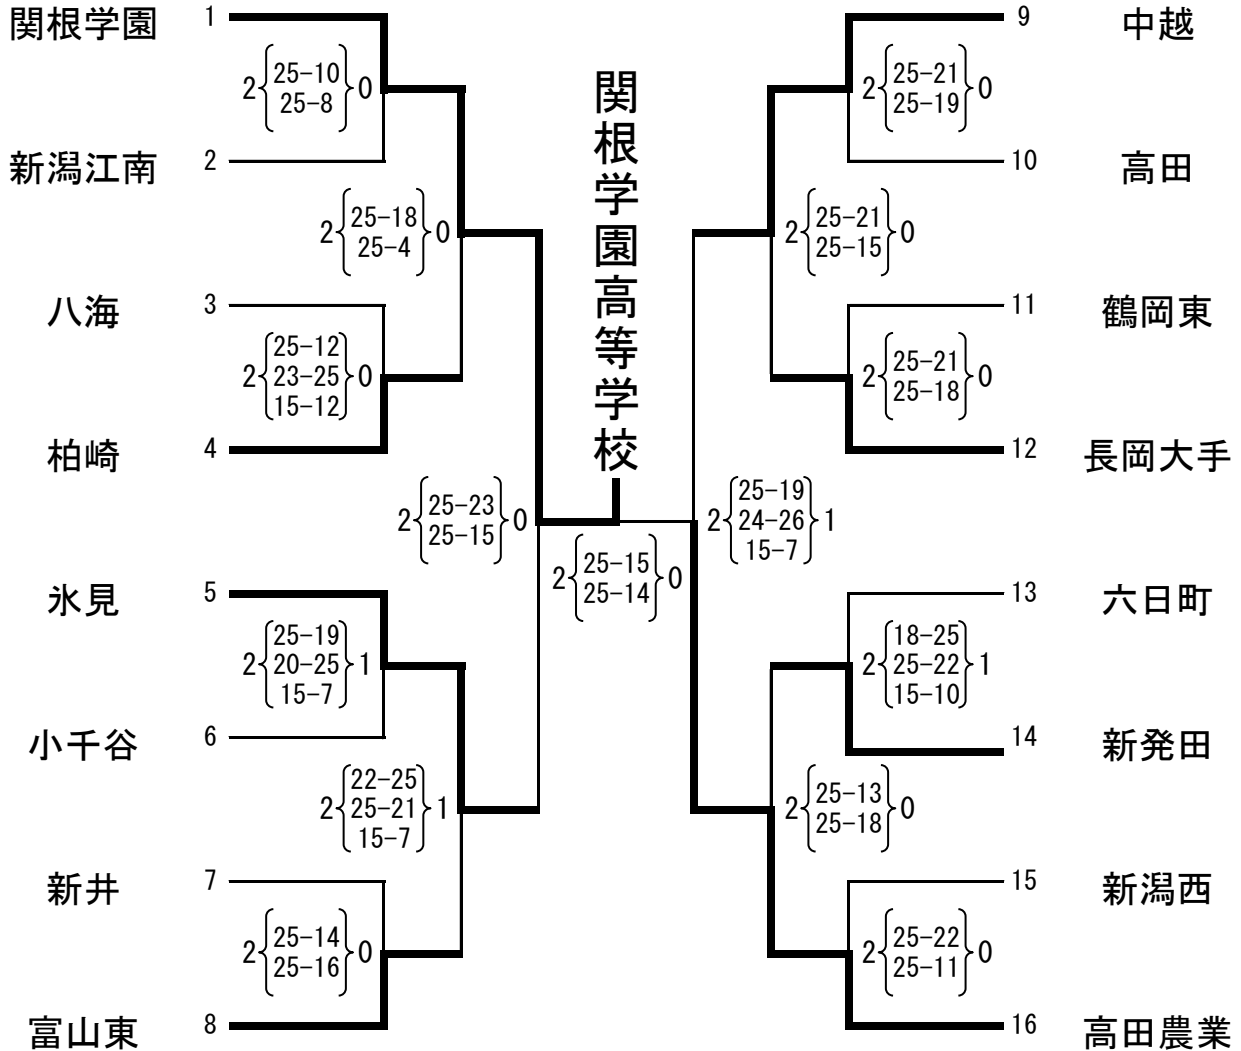 関根学園 1
2 25-10 0
25-8
新潟江南 2
2 25-18 0
25-4
八海 3
25-12
2 23-25 0
15-12
柏崎 4
2 25-23 0
25-15
氷見 5
25-19
2 20-25 1
15-7
小千谷 6
22-25
2 25-21 1
15-7
新井 7
2 25-14 0
25-16
富山東 8
関根学園高等学校
2 25-15 0
25-14
9 中越
2 25-21 0
25-19
10 高田
2 25-21 0
25-15
11 鶴岡東
2 25-21 0
25-18
12 長岡大手
25-19
2 24-26 1
15-7
13 六日町
18-25
2 25-22 1
15-10
14 新発田
2 25-13 0
25-18
15 新潟西
2 25-22 0
25-11
16 高田農業